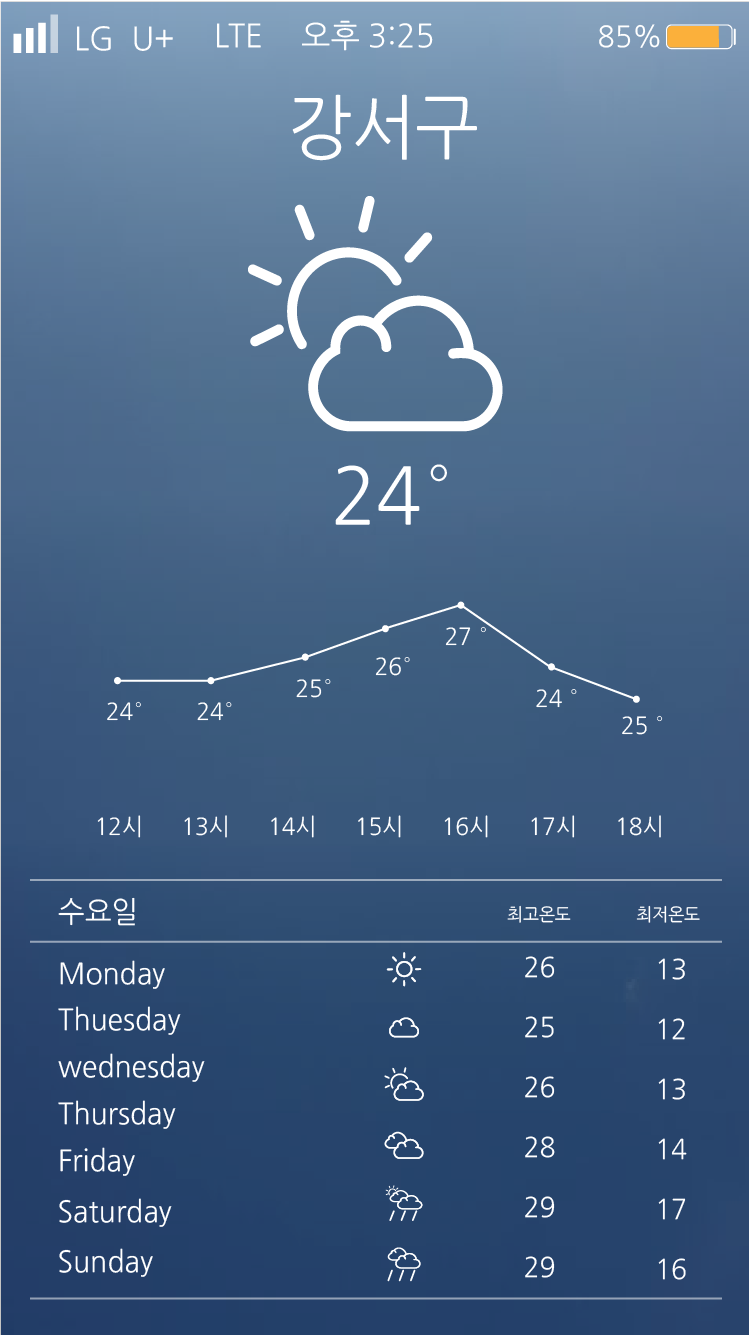 LG U+ LTE 오후 3:25 85%
강서구
24°
24° 24° 25° 26° 27° 24° 25°
12시 13시 14시 15시 16시 17시 18시
수요일 최고온도 최저온도
Monday 26 13
Thuesday 25 12
wednesday 26 13
Thursday 28 14
Friday 29 17
Saturday 29 16
Sunday